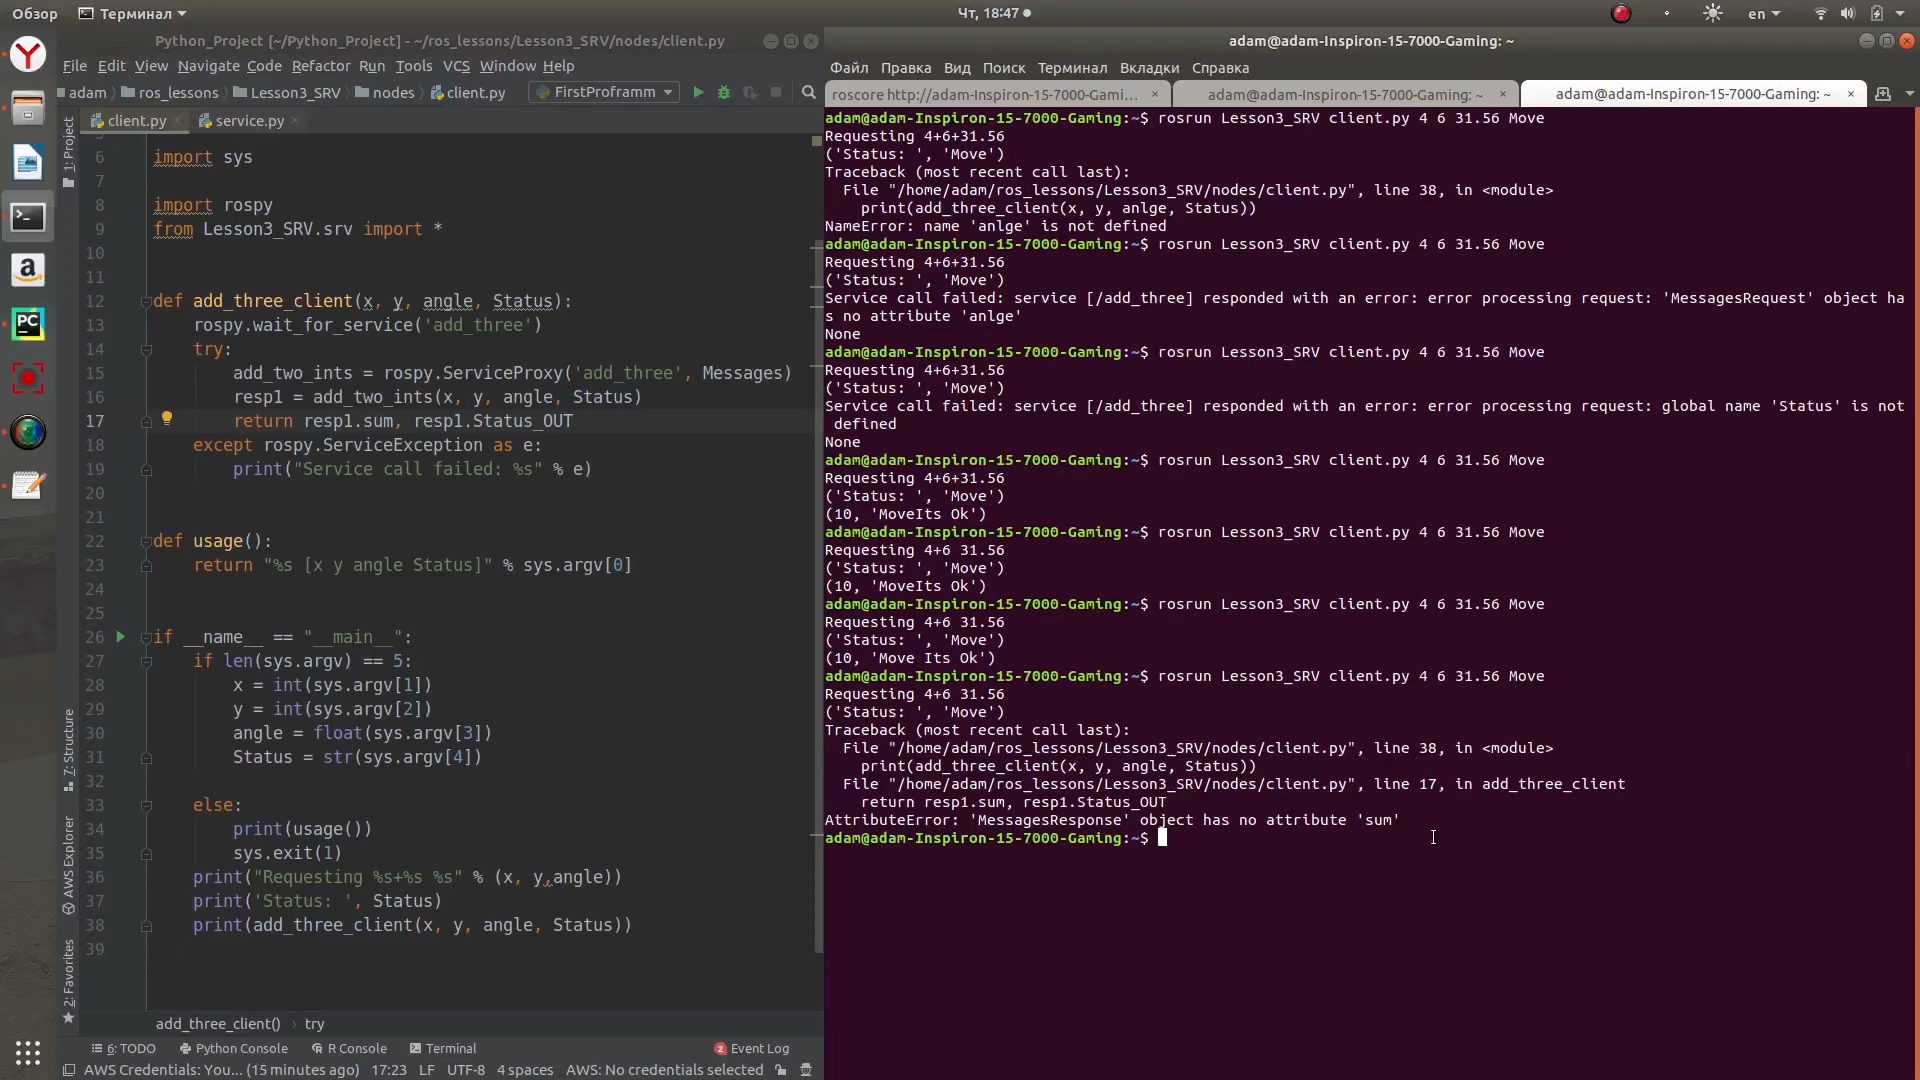 Обзор
Терминал
Чт, 18:47
en
Python_Project [~/Python_Project] - ~/ros_lessons/Lesson3_SRV/nodes/client.py
File Edit View Navigate Code Refactor Run Tools VCS Window Help
adam ros_lessons Lesson3_SRV nodes client.py FirstProframm
client.py service.py
1: Project
7: Structure
AWS Explorer
2: Favorites
6 import sys
7
8 import rospy
9 from Lesson3_SRV.srv import *
10
11
12 def add_three_client(x, y, angle, Status):
13 rospy.wait_for_service('add_three')
14 try:
15 add_two_ints = rospy.ServiceProxy('add_three', Messages)
16 resp1 = add_two_ints(x, y, angle, Status)
17 return resp1.sum, resp1.Status_OUT
18 except rospy.ServiceException as e:
19 print("Service call failed: %s" % e)
20
21
22 def usage():
23 return "%s [x y angle Status]" % sys.argv[0]
24
25
26 if __name__ == "__main__":
27 if len(sys.argv) == 5:
28 x = int(sys.argv[1])
29 y = int(sys.argv[2])
30 angle = float(sys.argv[3])
31 Status = str(sys.argv[4])
32
33 else:
34 print(usage())
35 sys.exit(1)
36 print("Requesting %s+%s %s" % (x, y,angle))
37 print('Status: ', Status)
38 print(add_three_client(x, y, angle, Status))
39
add_three_client() › try
6: TODO Python Console R Console Terminal 2 Event Log
AWS Credentials: You... (15 minutes ago) 17:23 LF UTF-8 4 spaces AWS: No credentials selected
adam@adam-Inspiron-15-7000-Gaming: ~
Файл Правка Вид Поиск Терминал Вкладки Справка
roscore http://adam-Inspiron-15-7000-Gami... × adam@adam-Inspiron-15-7000-Gaming: ~ × adam@adam-Inspiron-15-7000-Gaming: ~ ×
adam@adam-Inspiron-15-7000-Gaming:~$ rosrun Lesson3_SRV client.py 4 6 31.56 Move
Requesting 4+6+31.56
('Status: ', 'Move')
Traceback (most recent call last):
File "/home/adam/ros_lessons/Lesson3_SRV/nodes/client.py", line 38, in <module>
print(add_three_client(x, y, anlge, Status))
NameError: name 'anlge' is not defined
adam@adam-Inspiron-15-7000-Gaming:~$ rosrun Lesson3_SRV client.py 4 6 31.56 Move
Requesting 4+6+31.56
('Status: ', 'Move')
Service call failed: service [/add_three] responded with an error: error processing request: 'MessagesRequest' object ha
s no attribute 'anlge'
None
adam@adam-Inspiron-15-7000-Gaming:~$ rosrun Lesson3_SRV client.py 4 6 31.56 Move
Requesting 4+6+31.56
('Status: ', 'Move')
Service call failed: service [/add_three] responded with an error: error processing request: global name 'Status' is not
defined
None
adam@adam-Inspiron-15-7000-Gaming:~$ rosrun Lesson3_SRV client.py 4 6 31.56 Move
Requesting 4+6+31.56
('Status: ', 'Move')
(10, 'MoveIts Ok')
adam@adam-Inspiron-15-7000-Gaming:~$ rosrun Lesson3_SRV client.py 4 6 31.56 Move
Requesting 4+6 31.56
('Status: ', 'Move')
(10, 'MoveIts Ok')
adam@adam-Inspiron-15-7000-Gaming:~$ rosrun Lesson3_SRV client.py 4 6 31.56 Move
Requesting 4+6 31.56
('Status: ', 'Move')
(10, 'Move Its Ok')
adam@adam-Inspiron-15-7000-Gaming:~$ rosrun Lesson3_SRV client.py 4 6 31.56 Move
Requesting 4+6 31.56
('Status: ', 'Move')
Traceback (most recent call last):
File "/home/adam/ros_lessons/Lesson3_SRV/nodes/client.py", line 38, in <module>
print(add_three_client(x, y, angle, Status))
File "/home/adam/ros_lessons/Lesson3_SRV/nodes/client.py", line 17, in add_three_client
return resp1.sum, resp1.Status_OUT
AttributeError: 'MessagesResponse' object has no attribute 'sum'
adam@adam-Inspiron-15-7000-Gaming:~$